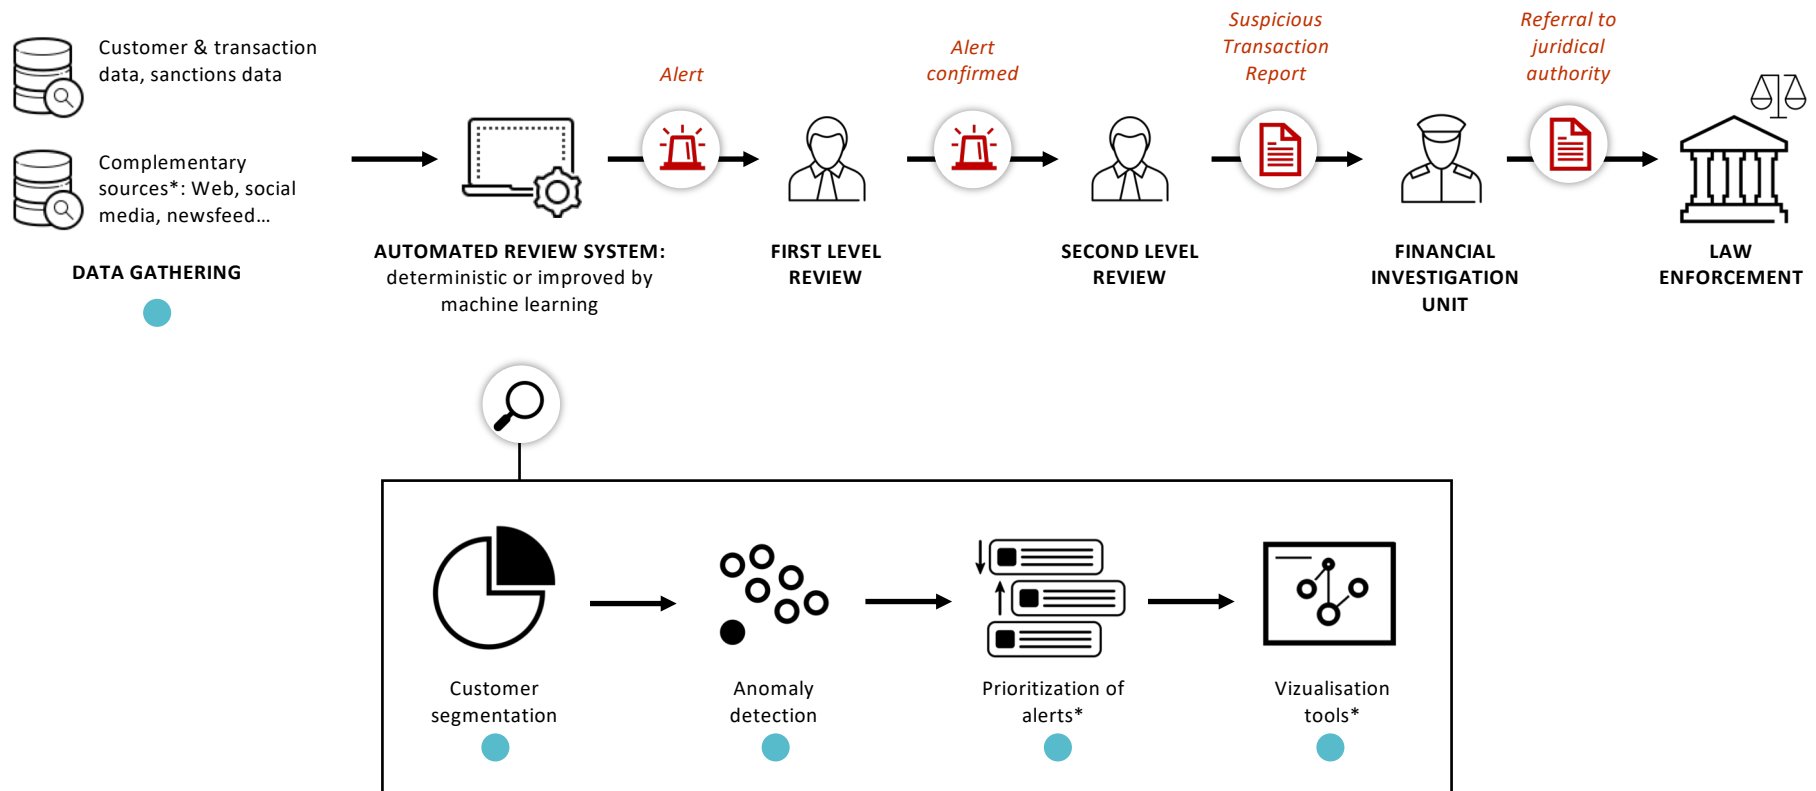 Customer & transaction
data, sanctions data
Complementary
sources*: Web, social
media, newsfeed...
DATA GATHERING
AUTOMATED REVIEW SYSTEM:
deterministic or improved by
machine learning
Alert
FIRST LEVEL
REVIEW
Alert
confirmed
SECOND LEVEL
REVIEW
Suspicious
Transaction
Report
FINANCIAL
INVESTIGATION
UNIT
Referral to
juridical
authority
LAW
ENFORCEMENT
Customer
segmentation
Anomaly
detection
Prioritization of
alerts*
Vizualisation
tools*